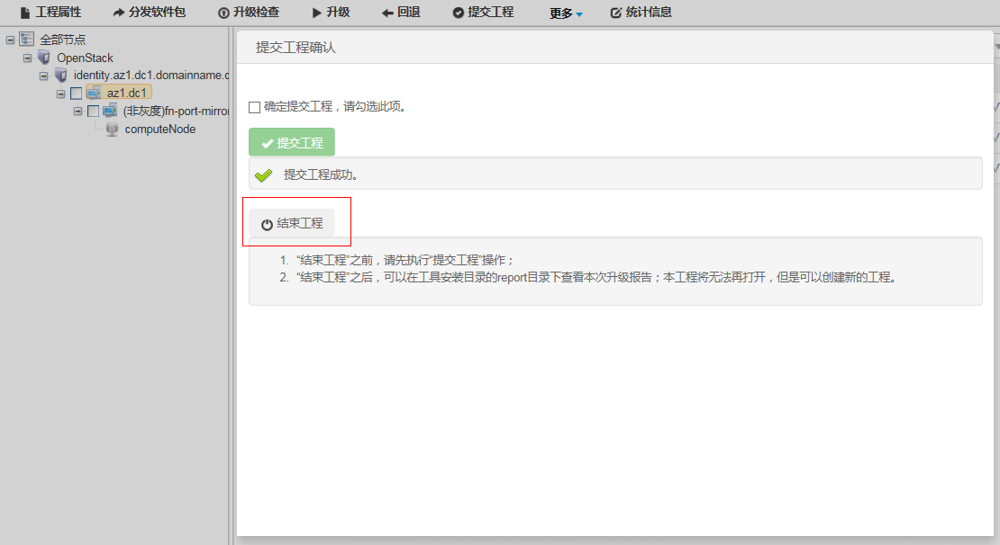 工程属性 分发软件包 升级检查 升级 回退 提交工程 更多 统计信息
全部节点
OpenStack
identity.az1.dc1.domainname.c
az1.dc1
(非灰度)fn-port-mirror
computeNode
提交工程确认
确定提交工程，请勾选此项。
提交工程
提交工程成功。
结束工程
1. “结束工程”之前，请先执行“提交工程”操作；
2. “结束工程”之后，可以在工具安装目录的report目录下查看本次升级报告；本工程将无法再打开，但是可以创建新的工程。